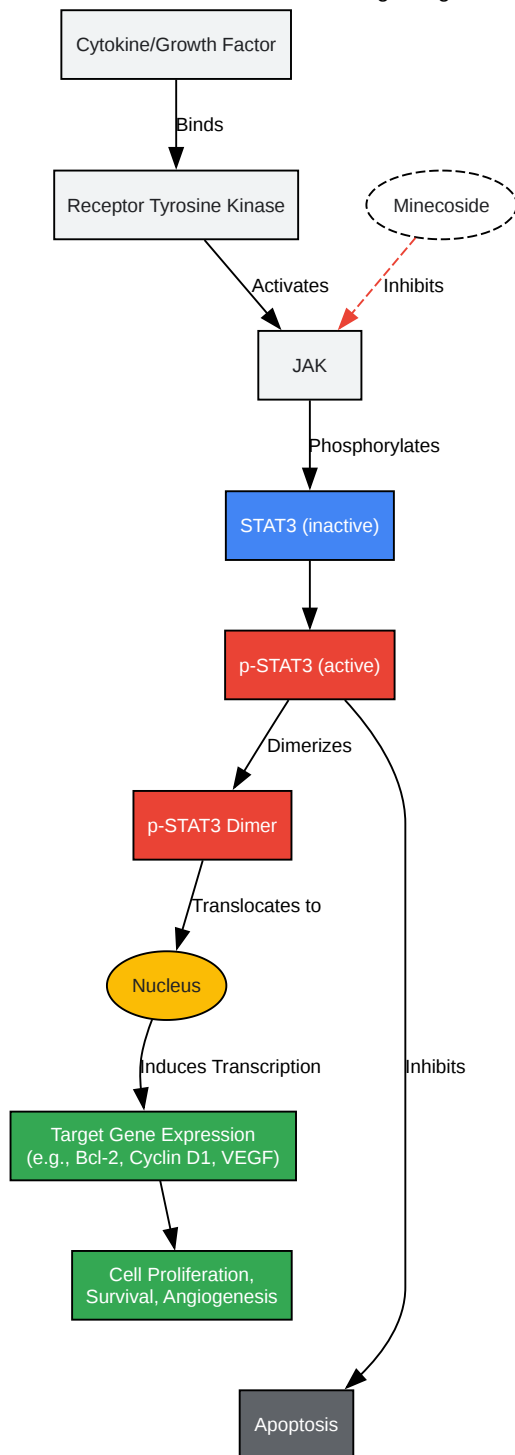 Cytokine/Growth Factor
Binds
Receptor Tyrosine Kinase
Minecoside
Activates
Inhibits
JAK
Phosphorylates
STAT3 (inactive)
p-STAT3 (active)
Dimerizes
p-STAT3 Dimer
Translocates to
Nucleus
Induces Transcription
Inhibits
Target Gene Expression
(e.g., Bcl-2, Cyclin D1, VEGF)
Cell Proliferation,
Survival, Angiogenesis
Apoptosis